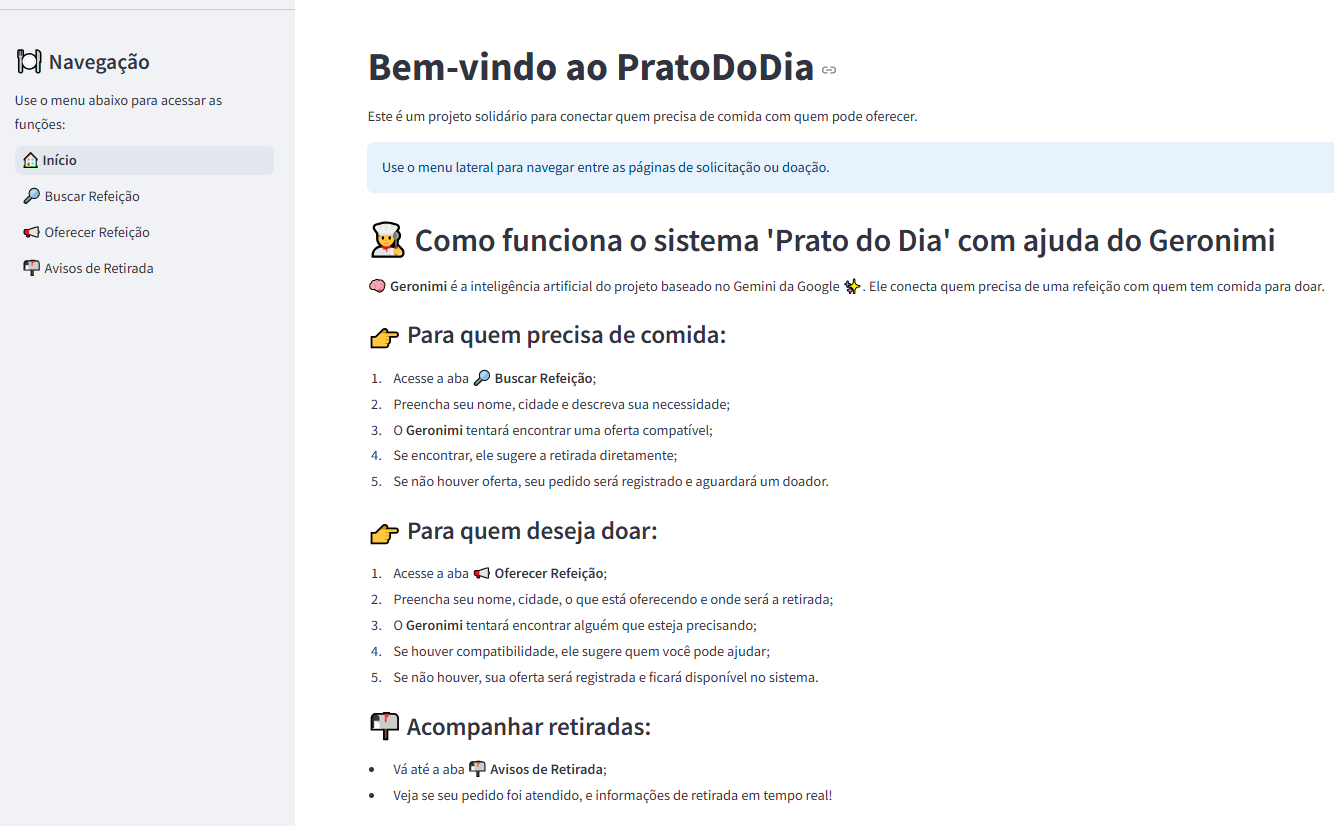 🍽️ Navegação
Use o menu abaixo para acessar as
funções:
🏠 Início
🔎 Buscar Refeição
📢 Oferecer Refeição
📬 Avisos de Retirada
Bem-vindo ao PratoDoDia
Este é um projeto solidário para conectar quem precisa de comida com quem pode oferecer.
Use o menu lateral para navegar entre as páginas de solicitação ou doação.
🧑‍🍳 Como funciona o sistema 'Prato do Dia' com ajuda do Geronimi
🧠 Geronimi é a inteligência artificial do projeto baseado no Gemini da Google ✨. Ele conecta quem precisa de uma refeição com quem tem comida para doar.
👉 Para quem precisa de comida:
1. Acesse a aba 🔎 Buscar Refeição;
2. Preencha seu nome, cidade e descreva sua necessidade;
3. O Geronimi tentará encontrar uma oferta compatível;
4. Se encontrar, ele sugere a retirada diretamente;
5. Se não houver oferta, seu pedido será registrado e aguardará um doador.
👉 Para quem deseja doar:
1. Acesse a aba 📢 Oferecer Refeição;
2. Preencha seu nome, cidade, o que está oferecendo e onde será a retirada;
3. O Geronimi tentará encontrar alguém que esteja precisando;
4. Se houver compatibilidade, ele sugere quem você pode ajudar;
5. Se não houver, sua oferta será registrada e ficará disponível no sistema.
📬 Acompanhar retiradas:
• Vá até a aba 📬 Avisos de Retirada;
• Veja se seu pedido foi atendido, e informações de retirada em tempo real!